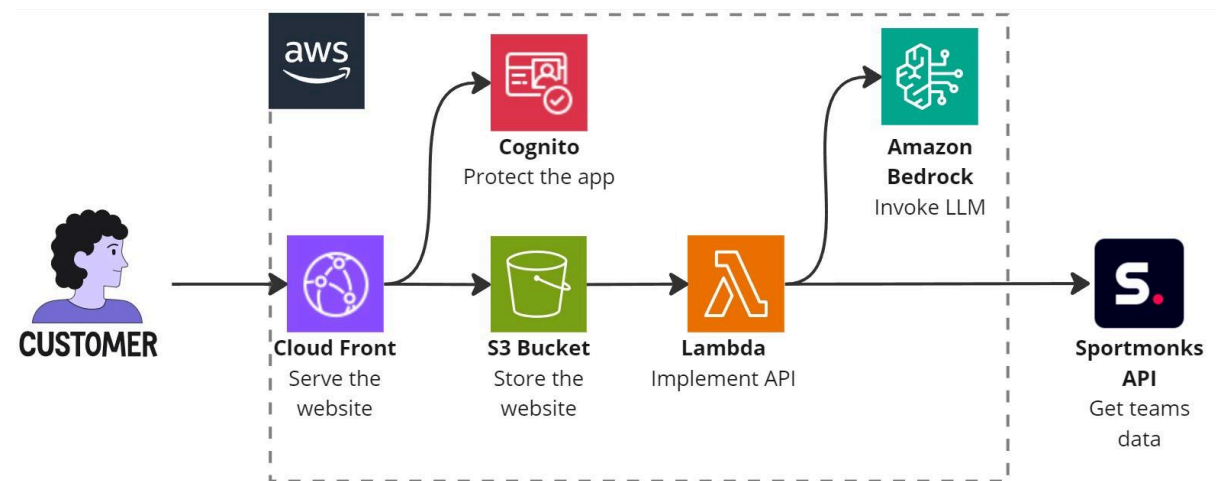 aws
Cognito
Protect the app
Amazon
Bedrock
Invoke LLM
CUSTOMER
Cloud Front
Serve the
website
S3 Bucket
Store the
website
Lambda
Implement API
S.
Sportmonks
API
Get teams
data